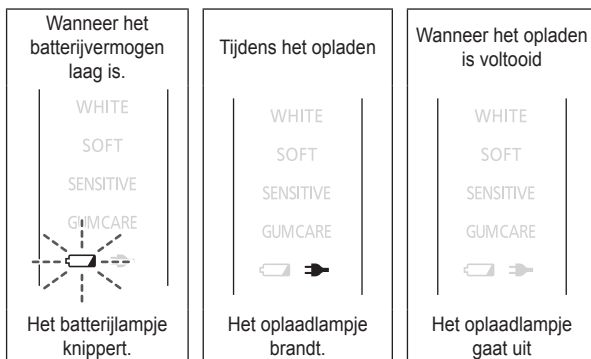 Wanneer het
batterijvermogen
laag is.
WHITE
SOFT
SENSITIVE
GUMCARE
Het batterijlampje
knippert.
Tijdens het opladen
WHITE
SOFT
SENSITIVE
GUMCARE
Het oplaadlampje
brandt.
Wanneer het opladen
is voltooid
WHITE
SOFT
SENSITIVE
GUMCARE
Het oplaadlampje
gaat uit